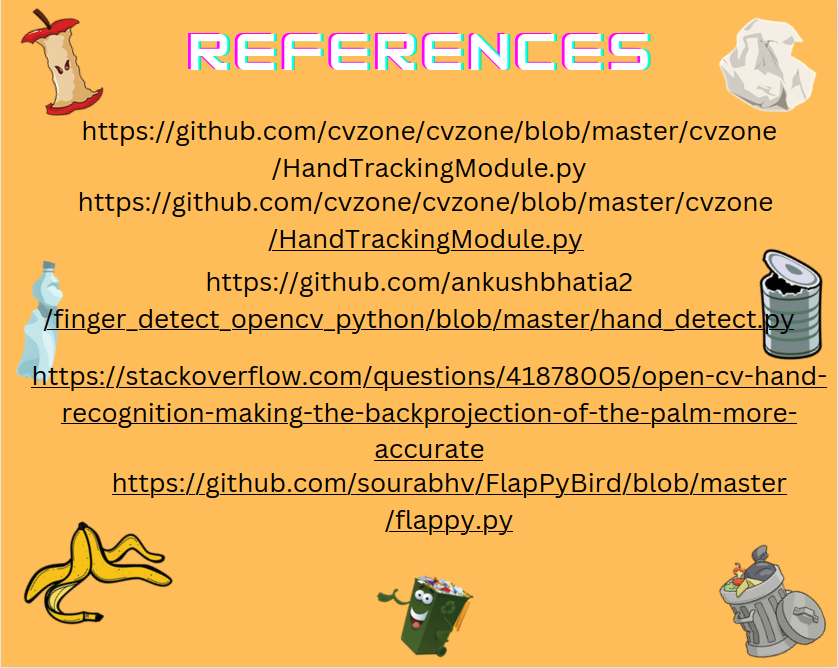 REFERENCES
https://github.com/cvzone/cvzone/blob/master/cvzone
/HandTrackingModule.py
https://github.com/cvzone/cvzone/blob/master/cvzone
/HandTrackingModule.py
https://github.com/ankushbhatia2
/finger_detect_opencv_python/blob/master/hand_detect.py
https://stackoverflow.com/questions/41878005/open-cv-hand-
recognition-making-the-backprojection-of-the-palm-more-
accurate
https://github.com/sourabhv/FlapPyBird/blob/master
/flappy.py